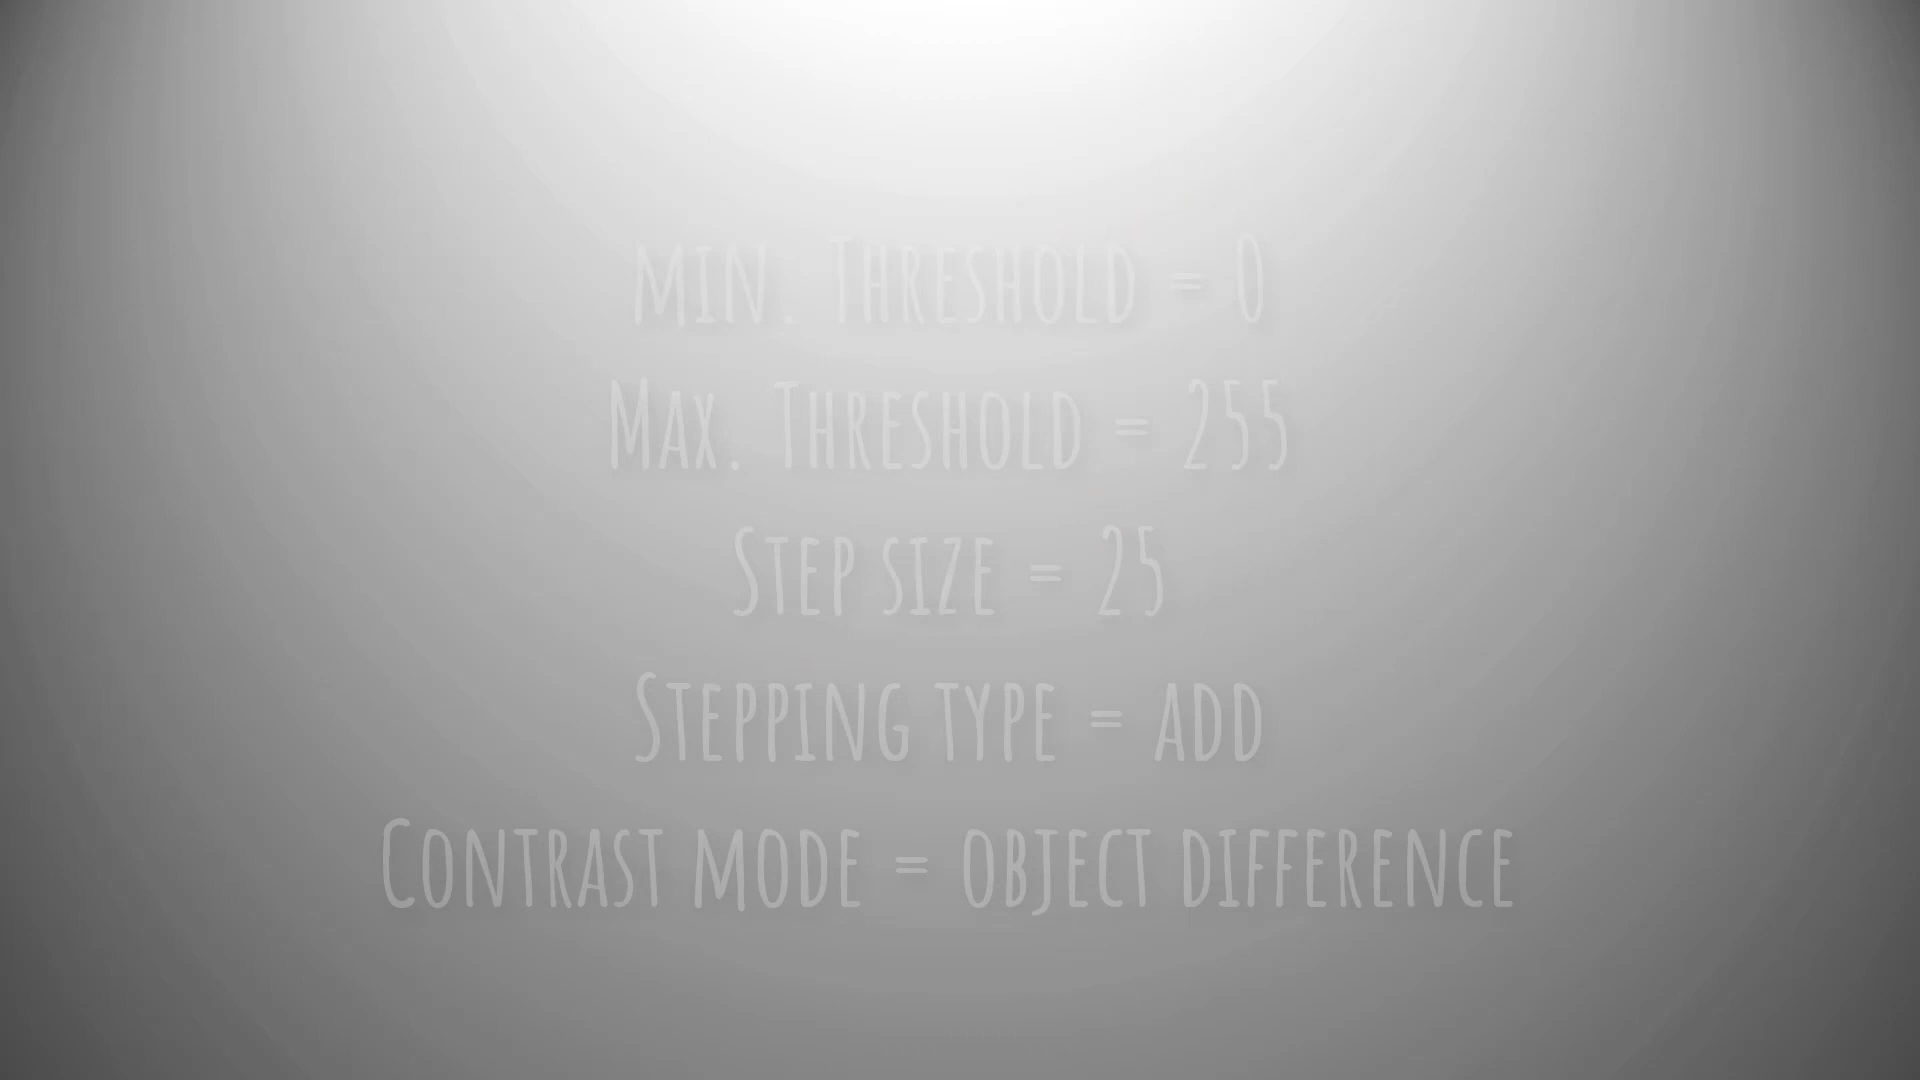 min. Threshold = 0
Max. Threshold = 255
Step size = 25
Stepping type = add
Contrast mode = object difference